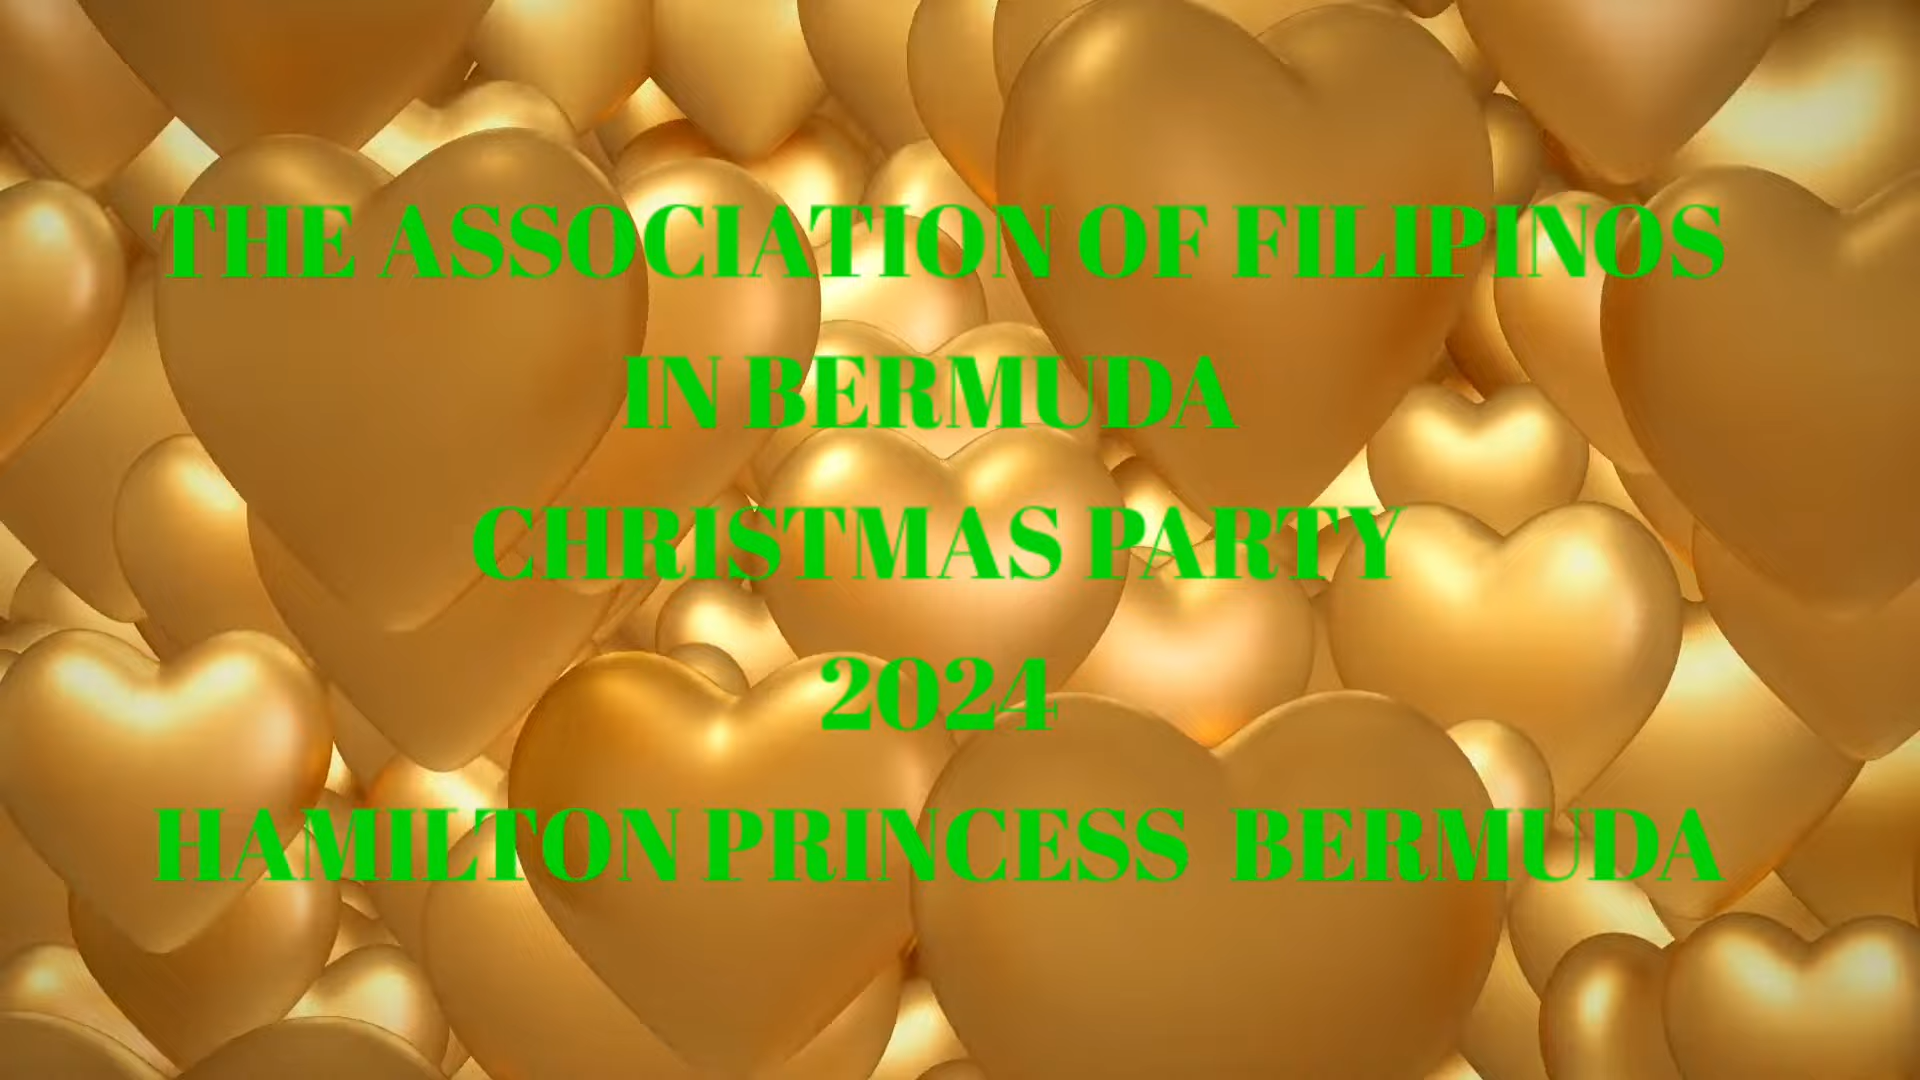 THE ASSOCIATION OF FILIPINOS
IN BERMUDA
CHRISTMAS PARTY
2024
HAMILTON PRINCESS BERMUDA